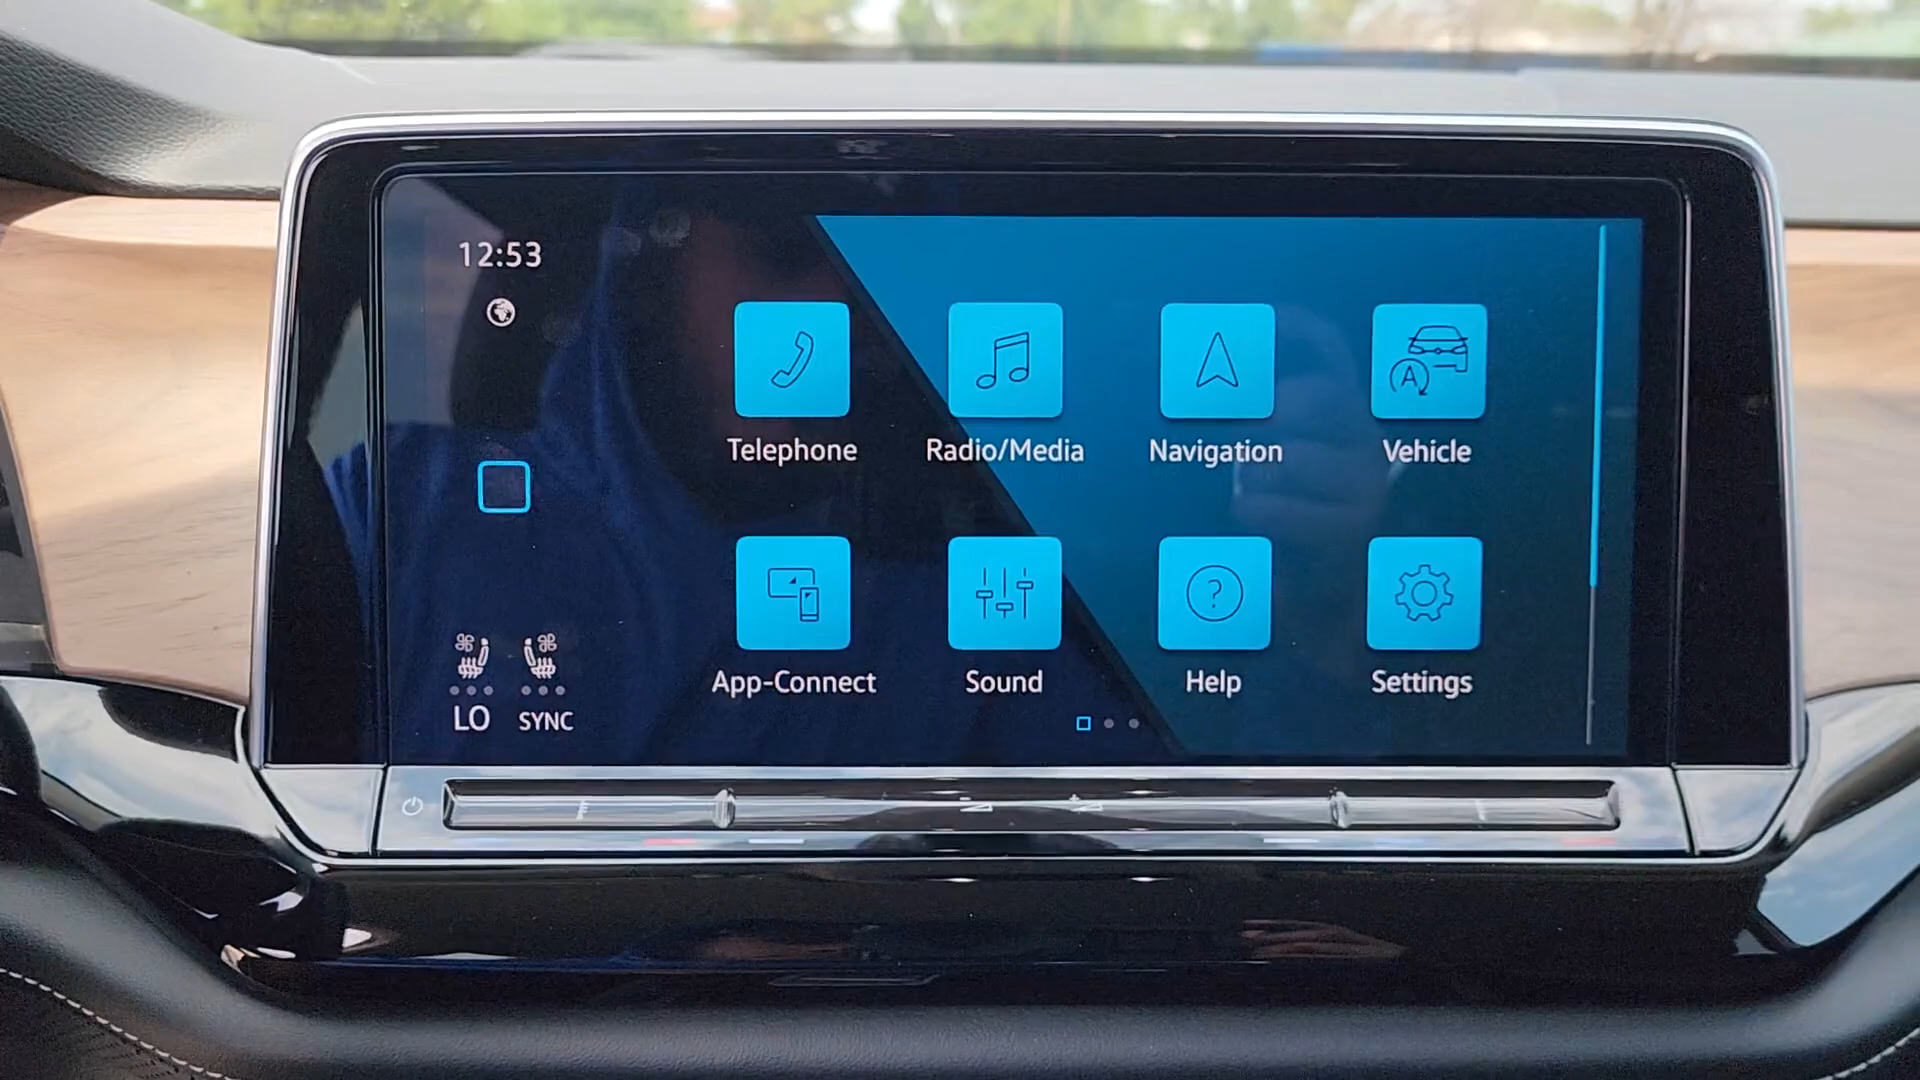 12:53
Telephone
Radio/Media
Navigation
Vehicle
App-Connect
Sound
Help
Settings
LO
SYNC